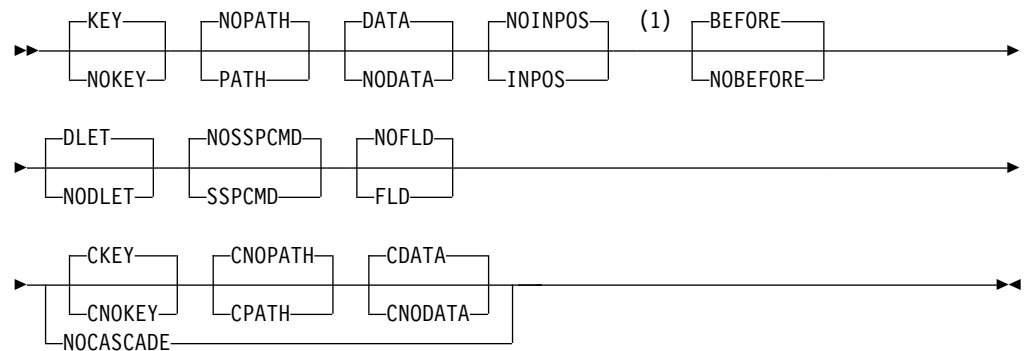 KEY NOPATH DATA NOINPOS (1) BEFORE
NOKEY PATH NODATA INPOS NOBEFORE
DLET NOSSPCMD NOFLD
NODLET SSPCMD FLD
CKEY CNOPATH CDATA
CNOKEY CPATH CNODATA
NOCASCADE